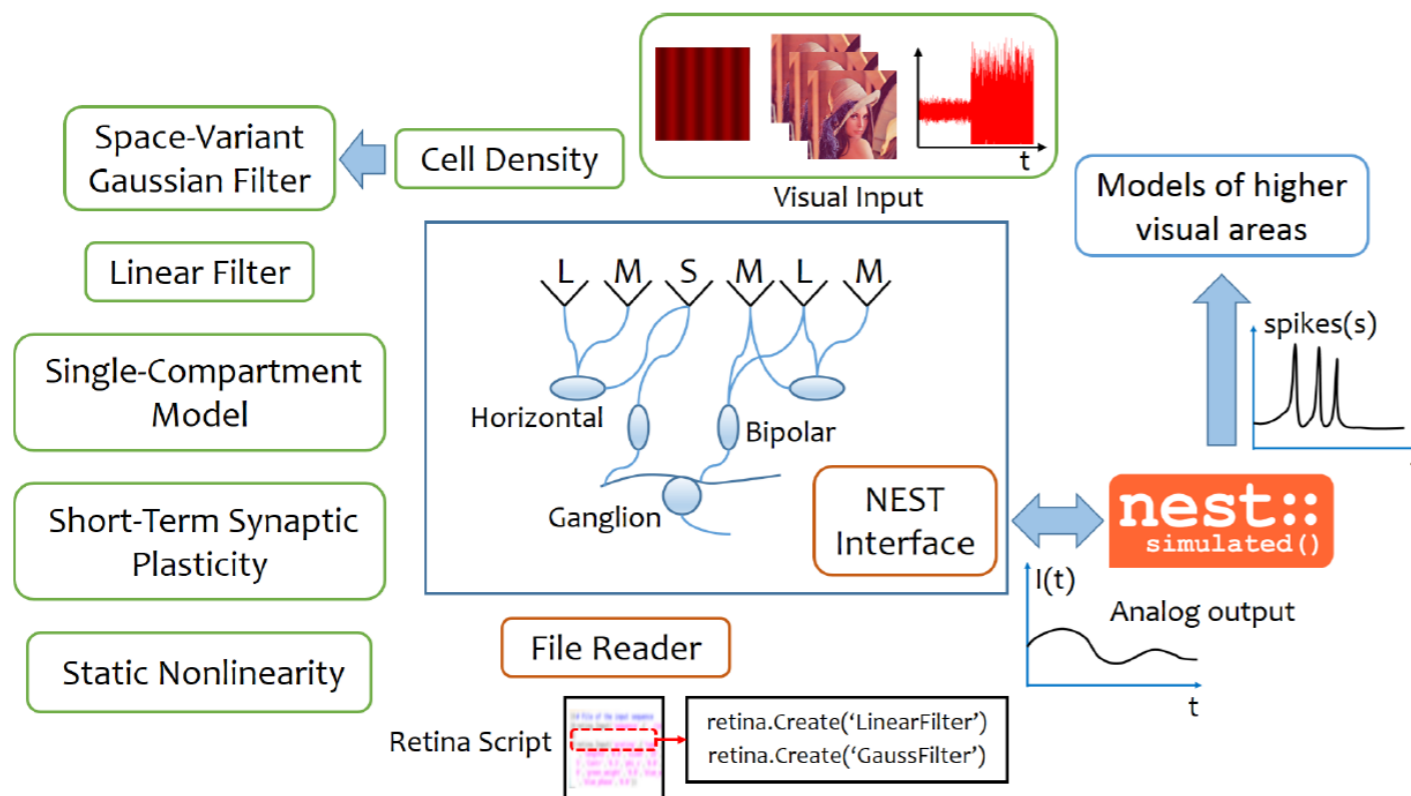 Space-Variant
Gaussian Filter
Cell Density
t
Visual Input
Models of higher
visual areas
Linear Filter
L M S M L M
Single-Compartment
Model
spikes(s)
Horizontal
Bipolar
Short-Term Synaptic
Plasticity
Ganglion
NEST
Interface
nest::
simulated()
I(t)
Analog output
t
Static Nonlinearity
File Reader
Retina Script
retina.Create(‘LinearFilter’)
retina.Create(‘GaussFilter’)